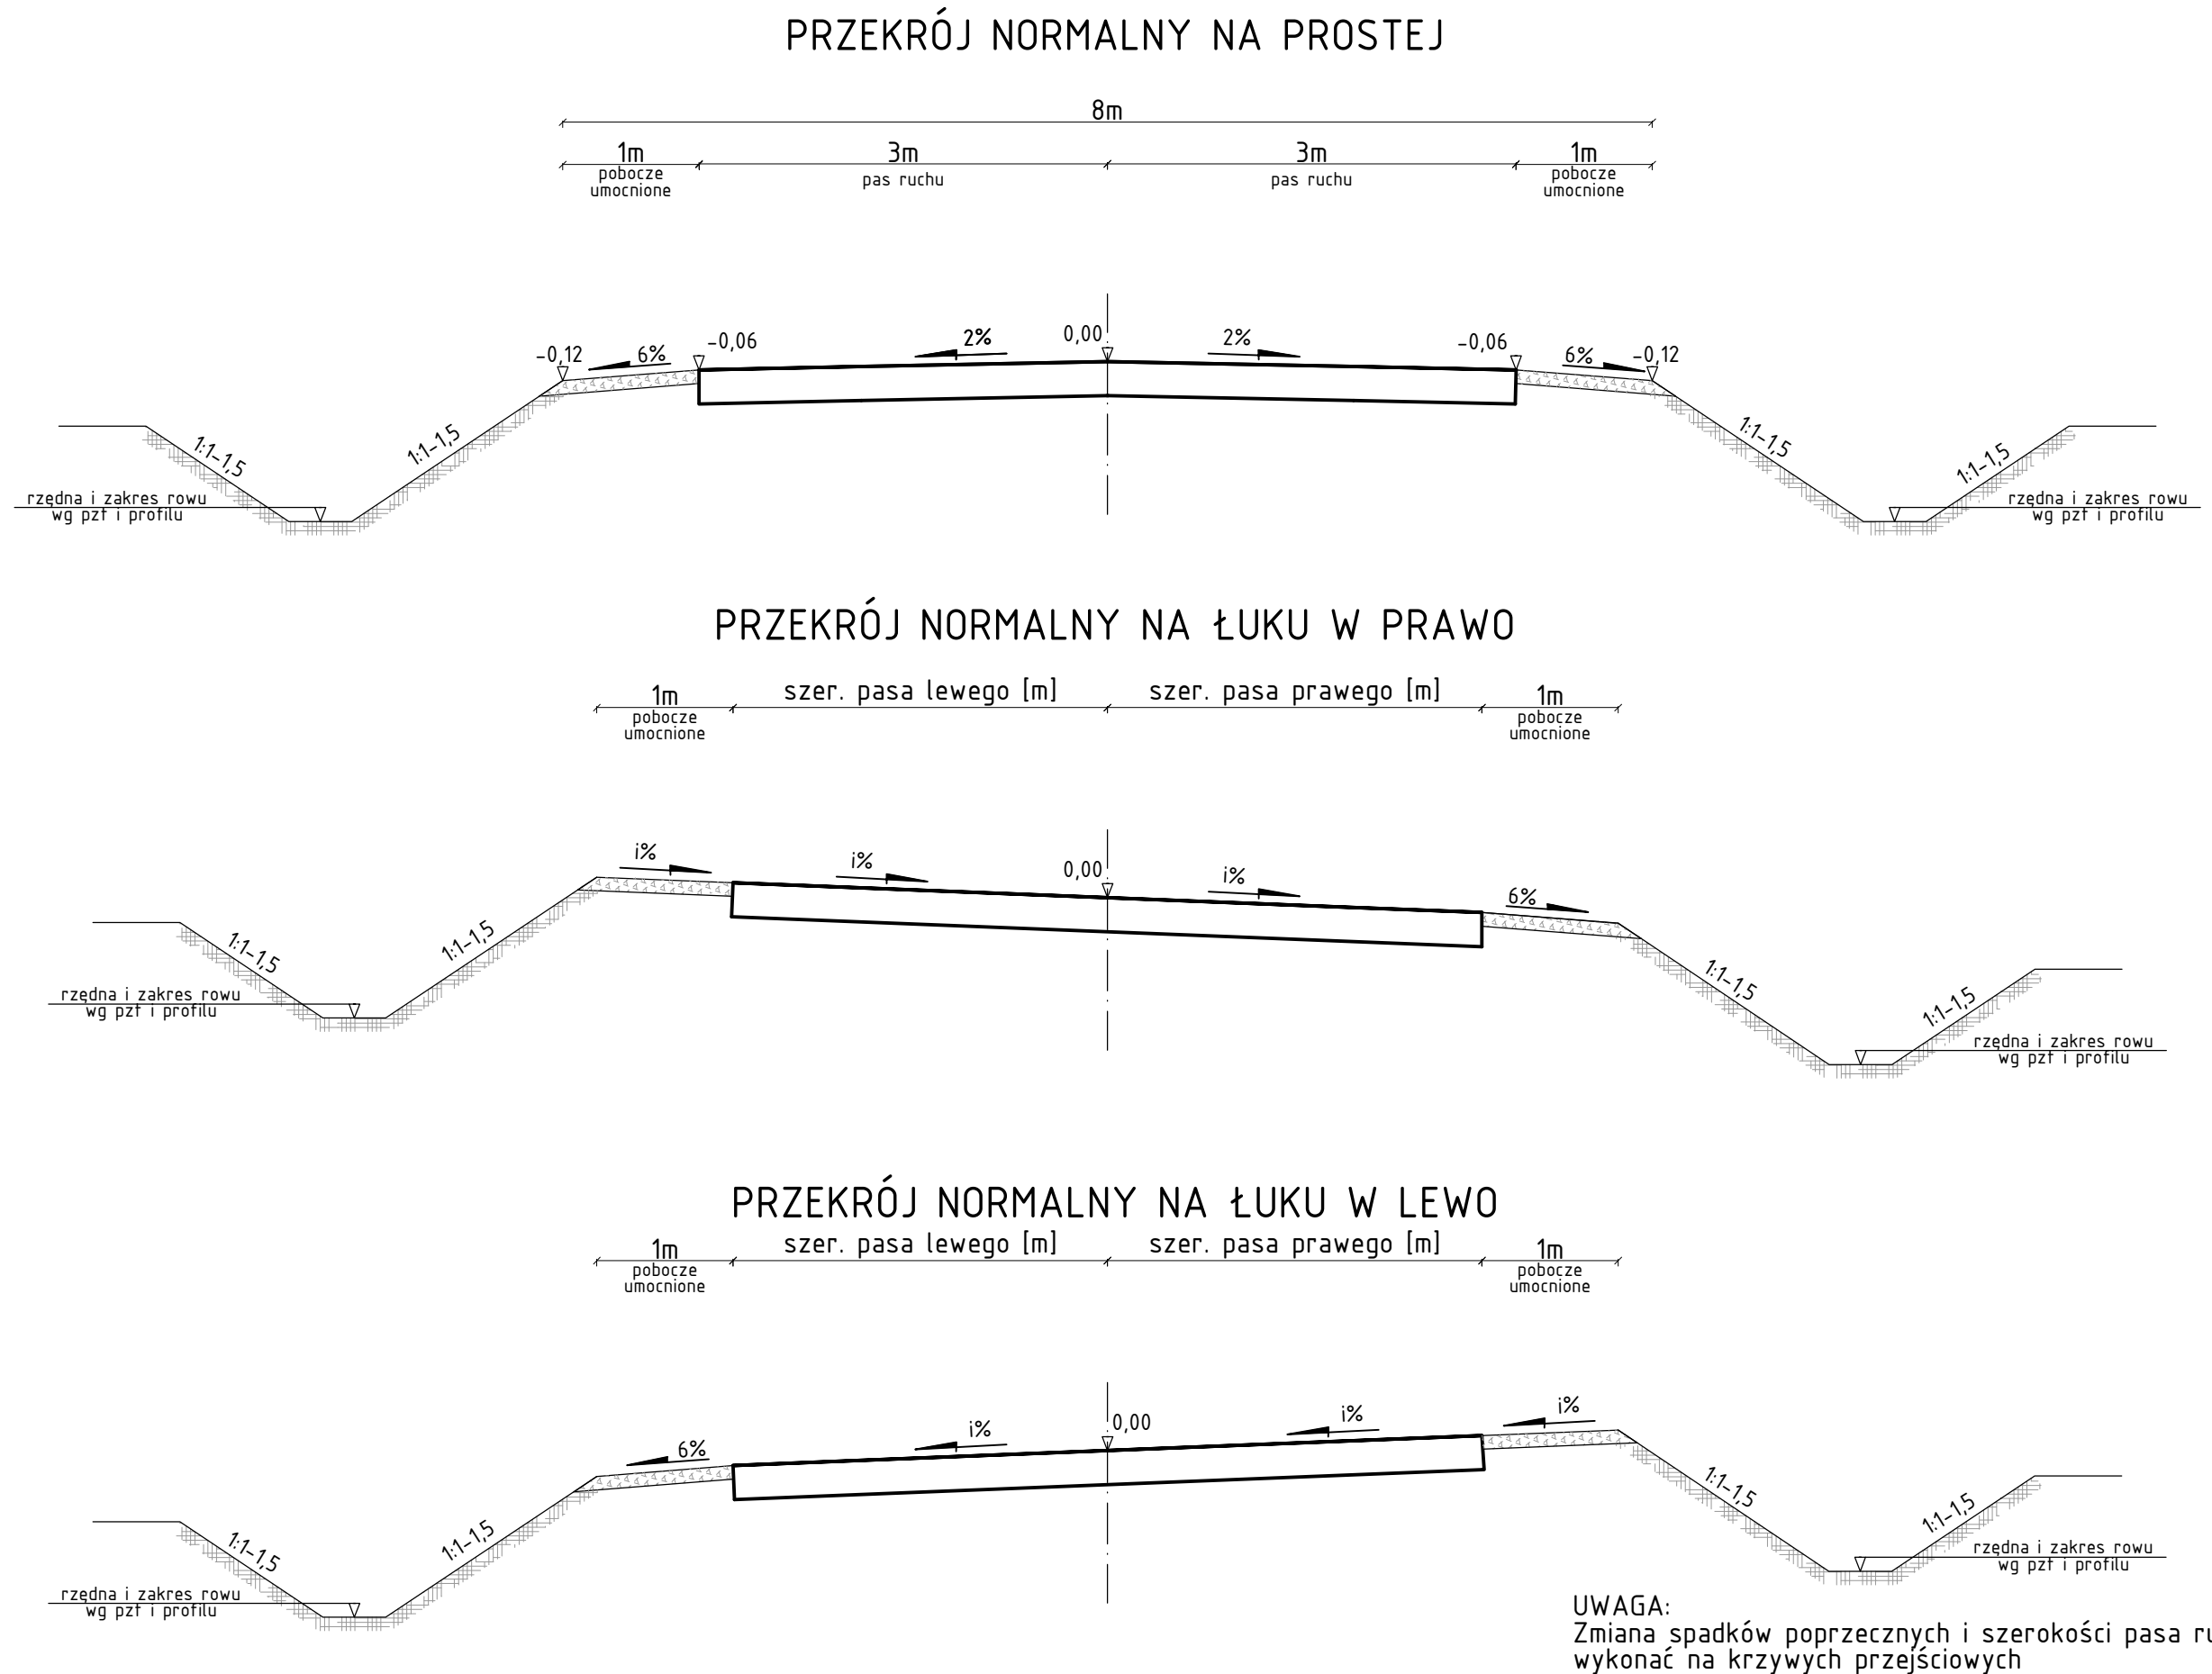 PRZEKRÓJ NORMALNY NA PROSTEJ
8m
1m
3m
3m
1m
pobocze
umocnione
pas ruchu
pas ruchu
pobocze
umocnione
-0,12
6%
-0,06
2%
0,00
2%
-0,06
6%
-0,12
1:1-1,5
1:1-1,5
1:1-1,5
1:1-1,5
rzędna i zakres rowu
wg pzt i profilu
rzędna i zakres rowu
wg pzt i profilu
PRZEKRÓJ NORMALNY NA ŁUKU W PRAWO
1m
szer. pasa lewego [m]
szer. pasa prawego [m]
1m
pobocze
umocnione
pobocze
umocnione
i%
i%
0,00
i%
6%
1:1-1,5
1:1-1,5
1:1-1,5
1:1-1,5
rzędna i zakres rowu
wg pzt i profilu
rzędna i zakres rowu
wg pzt i profilu
PRZEKRÓJ NORMALNY NA ŁUKU W LEWO
1m
szer. pasa lewego [m]
szer. pasa prawego [m]
1m
pobocze
umocnione
pobocze
umocnione
6%
i%
0,00
i%
i%
1:1-1,5
1:1-1,5
1:1-1,5
1:1-1,5
rzędna i zakres rowu
wg pzt i profilu
rzędna i zakres rowu
wg pzt i profilu
UWAGA:
Zmiana spadków poprzecznych i szerokości pasa
wykonać na krzywych przejściowych